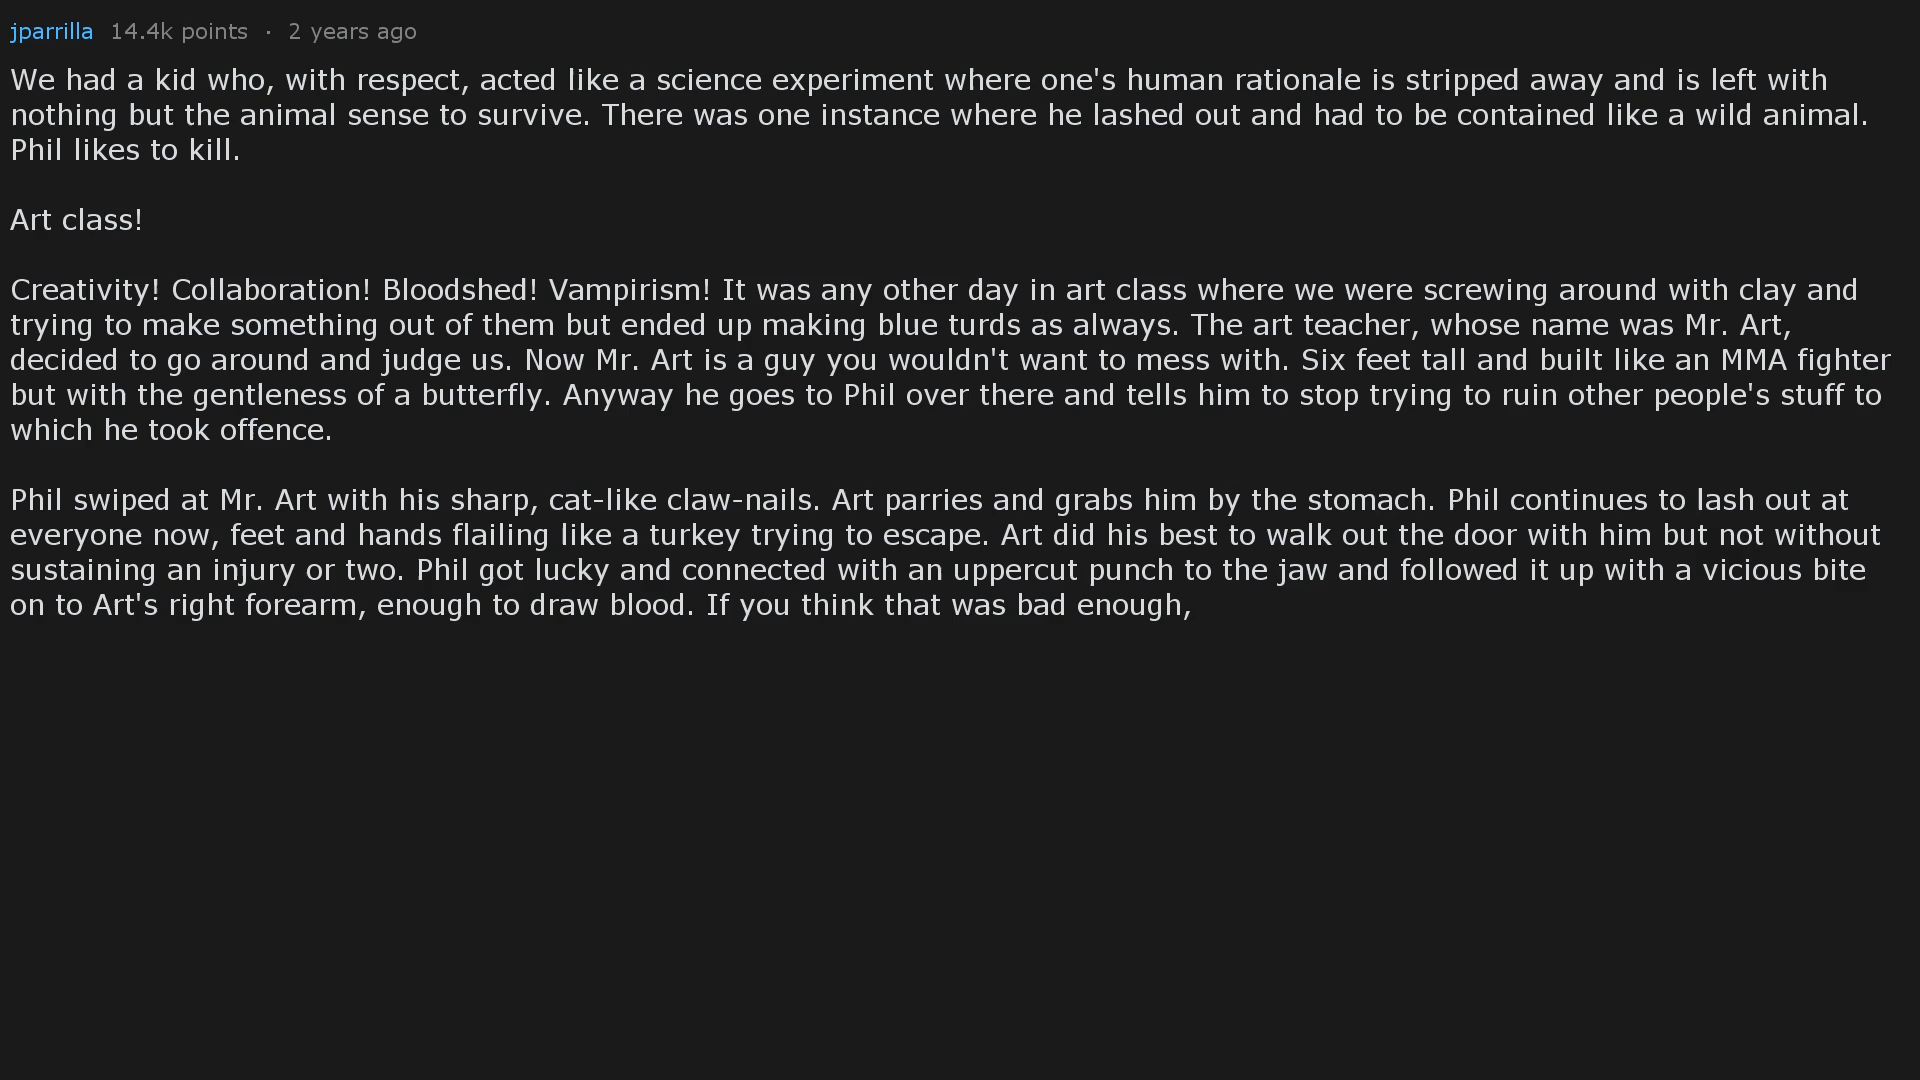 jparrilla 14.4k points · 2 years ago
We had a kid who, with respect, acted like a science experiment where one's human rationale is stripped away and is left with
nothing but the animal sense to survive. There was one instance where he lashed out and had to be contained like a wild animal.
Phil likes to kill.
Art class!
Creativity! Collaboration! Bloodshed! Vampirism! It was any other day in art class where we were screwing around with clay and
trying to make something out of them but ended up making blue turds as always. The art teacher, whose name was Mr. Art,
decided to go around and judge us. Now Mr. Art is a guy you wouldn't want to mess with. Six feet tall and built like an MMA fighter
but with the gentleness of a butterfly. Anyway he goes to Phil over there and tells him to stop trying to ruin other people's stuff to
which he took offence.
Phil swiped at Mr. Art with his sharp, cat-like claw-nails. Art parries and grabs him by the stomach. Phil continues to lash out at
everyone now, feet and hands flailing like a turkey trying to escape. Art did his best to walk out the door with him but not without
sustaining an injury or two. Phil got lucky and connected with an uppercut punch to the jaw and followed it up with a vicious bite
on to Art's right forearm, enough to draw blood. If you think that was bad enough,